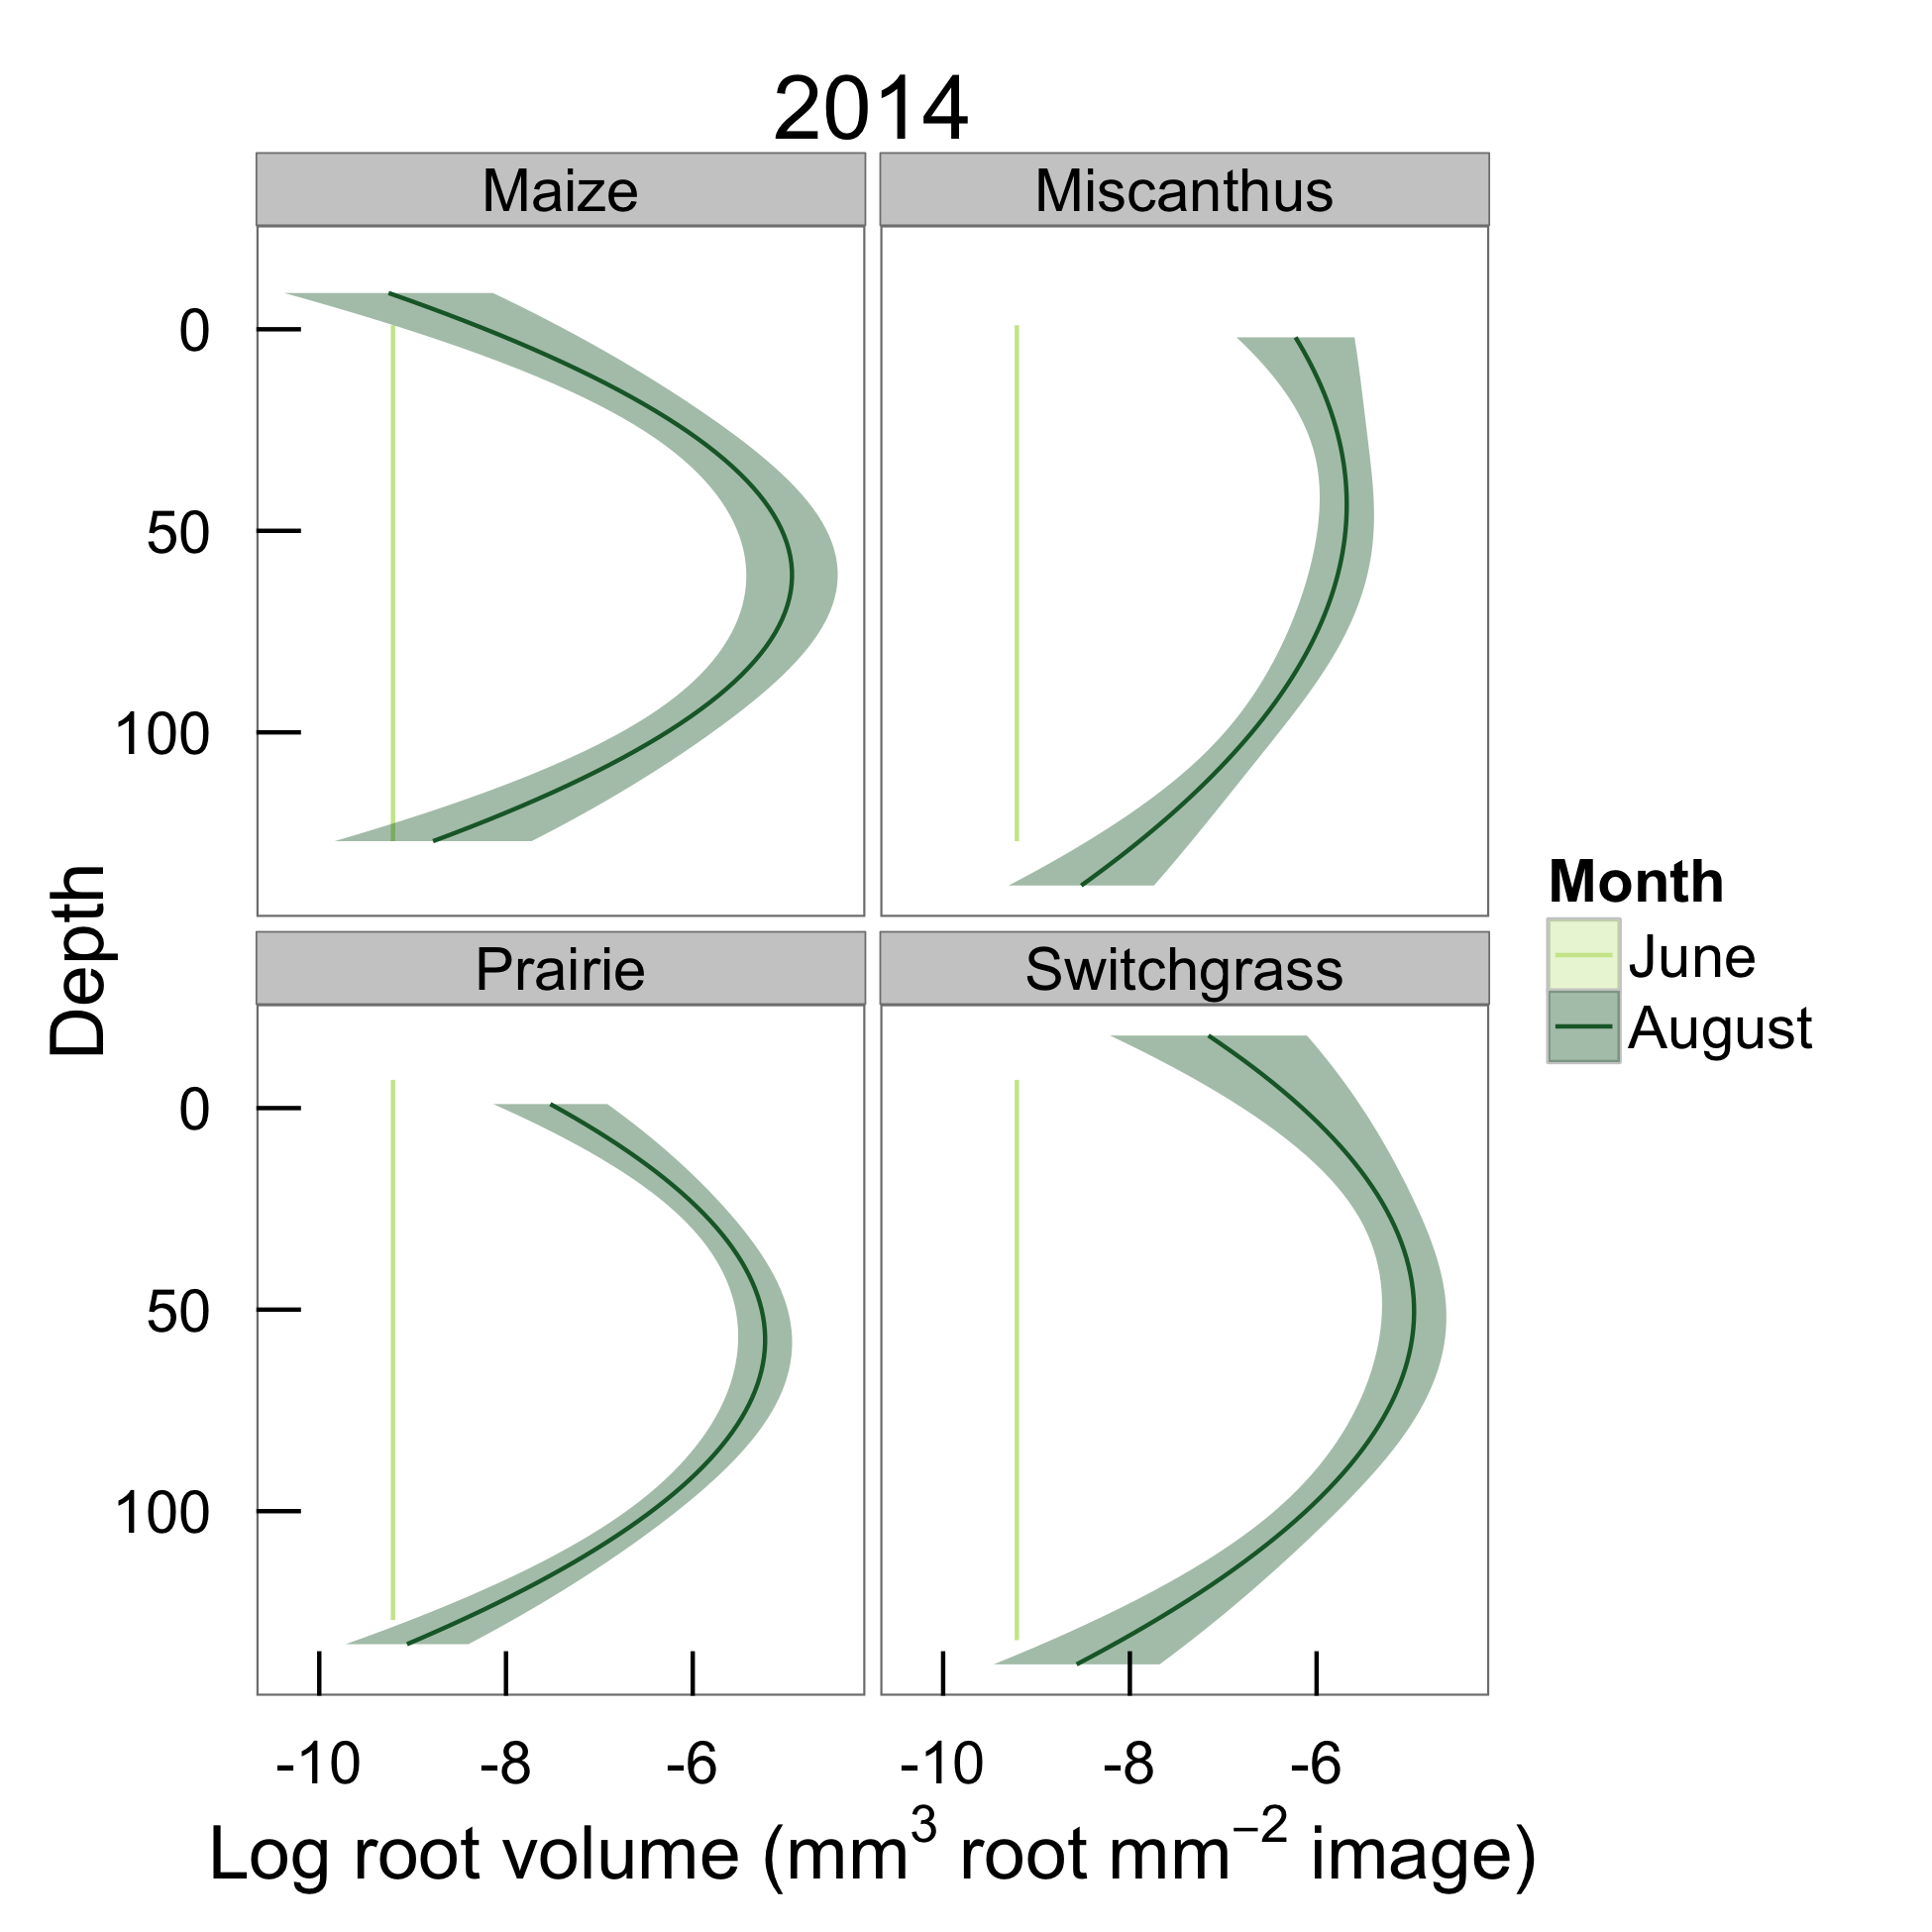 2014
Maize
Miscanthus
0
50
100
Depth
Prairie
Switchgrass
0
50
100
Month
June
August
-10
-8
-6
-10
-8
-6
Log root volume (mm³ root mm⁻² image)